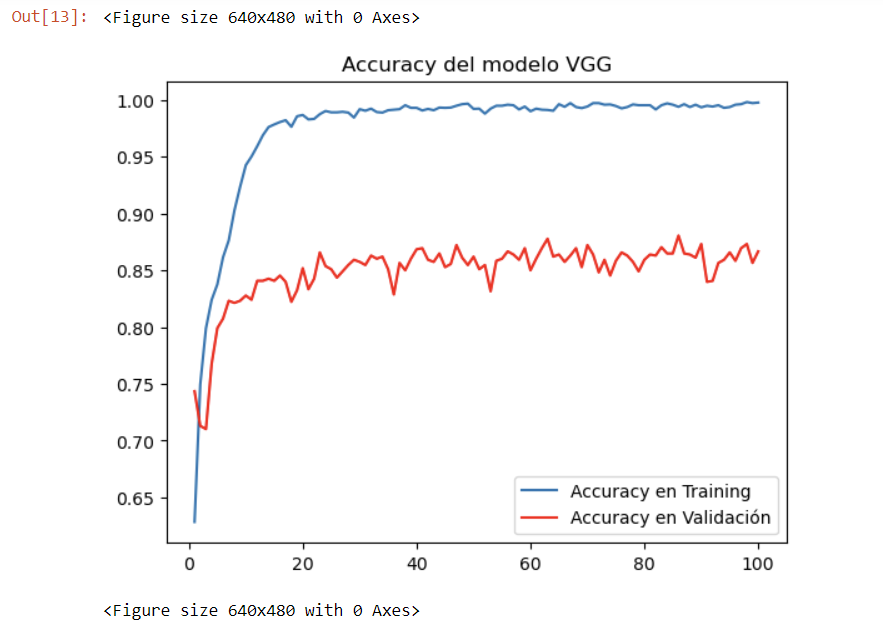 Out[13]: <Figure size 640x480 with 0 Axes>
Accuracy del modelo VGG
1.00
0.95
0.90
0.85
0.80
0.75
0.70
0.65
Accuracy en Training
Accuracy en Validación
0 20 40 60 80 100
<Figure size 640x480 with 0 Axes>